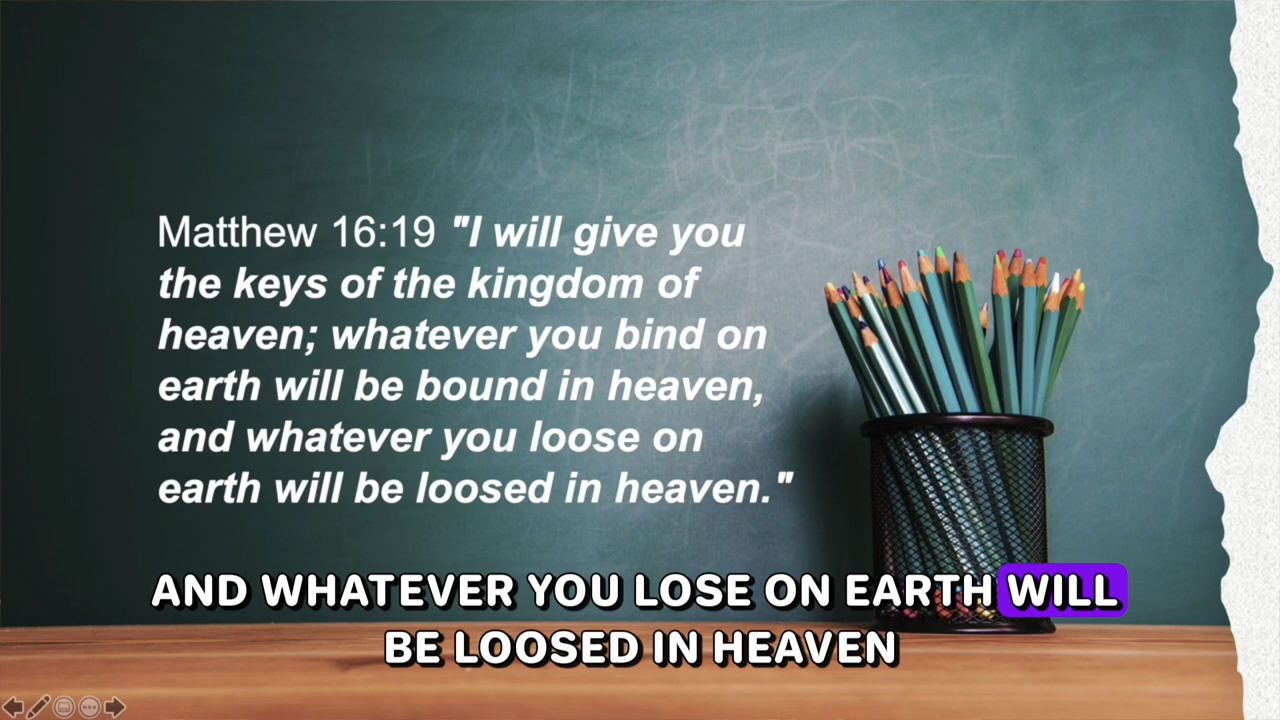 Matthew 16:19 "I will give you
the keys of the kingdom of
heaven; whatever you bind on
earth will be bound in heaven,
and whatever you loose on
earth will be loosed in heaven."
AND WHATEVER YOU LOSE ON EARTH WILL
BE LOOSED IN HEAVEN